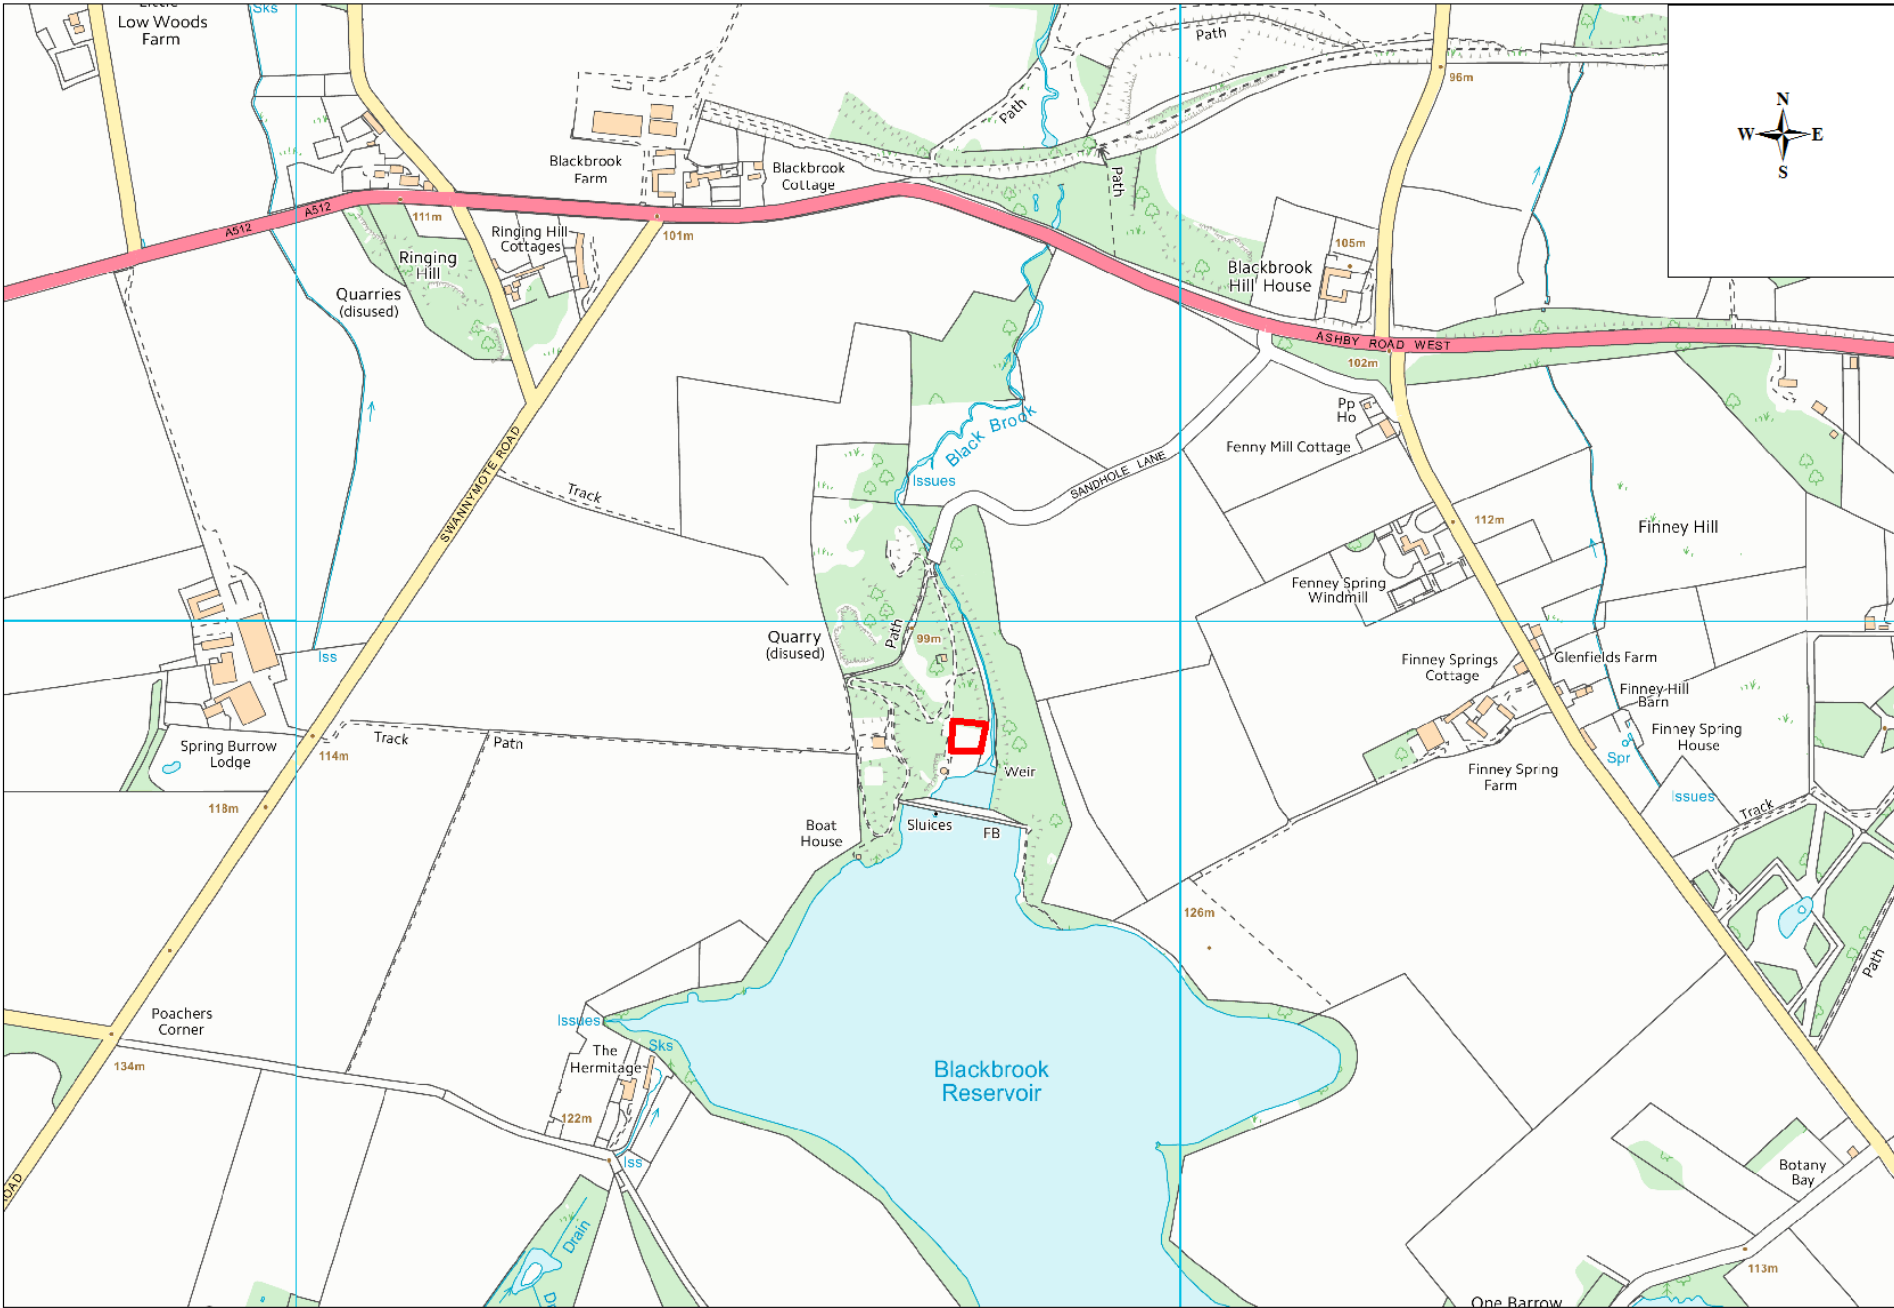 Sks
Low Woods
Farm
Path
96m
N
W
E
S
Path
Blackbrook
Farm
Blackbrook
Cottage
Path
A512
A512
111m
101m
Ringing Hill
Cottages
Ringing
Hill
Quarries
(disused)
105m
Blackbrook
Hill House
ASHBY ROAD WEST
102m
Pp
Ho
Fenny Mill Cottage
Black Brook
Issues
SANDHOLE LANE
SWANNYMOTE ROAD
Track
112m
Finney Hill
Fenney Spring
Windmill
Iss
Quarry
(disused)
Path
99m
Finney Springs
Cottage
Glenfields Farm
Finney Hill
Barn
Finney Spring
House
Spr
Finney Spring
Farm
Issues
Track
Spring Burrow
Lodge
114m
Track
Path
118m
Weir
Boat
House
Sluices
FB
126m
Path
Poachers
Corner
134m
Issues
Sks
The
Hermitage
122m
Iss
Blackbrook
Reservoir
Botany
Bay
113m
Drain
One Barrow